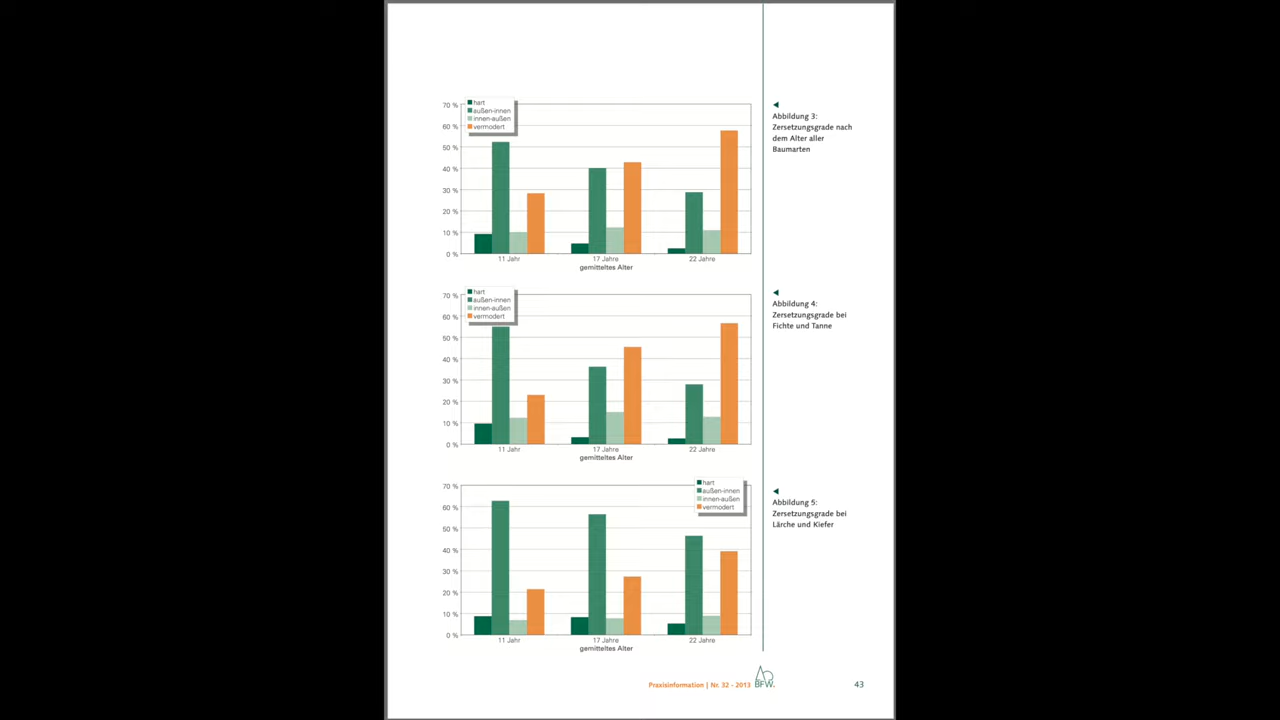 70 %
60 %
50 %
40 %
30 %
20 %
10 %
0 %
hart
außen-innen
innen-außen
vermodert
11 Jahr
17 Jahre
22 Jahre
gemitteltes Alter
Abbildung 3:
Zersetzungsgrade nach
dem Alter aller
Baumarten
70 %
60 %
50 %
40 %
30 %
20 %
10 %
0 %
hart
außen-innen
innen-außen
vermodert
11 Jahr
17 Jahre
22 Jahre
gemitteltes Alter
Abbildung 4:
Zersetzungsgrade bei
Fichte und Tanne
70 %
60 %
50 %
40 %
30 %
20 %
10 %
0 %
hart
außen-innen
innen-außen
vermodert
11 Jahr
17 Jahre
22 Jahre
gemitteltes Alter
Abbildung 5:
Zersetzungsgrade bei
Lärche und Kiefer
Praxisinformation | Nr. 32 - 2013
BFW.
43